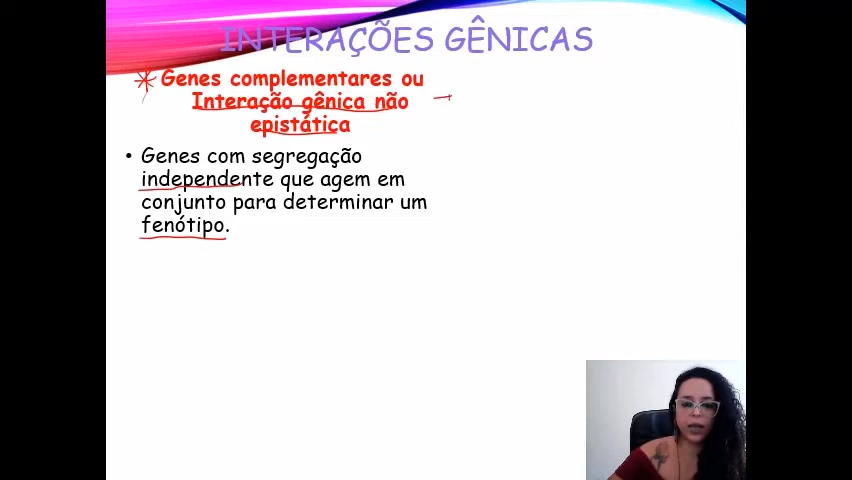 INTERAÇÕES GÊNICAS
Genes complementares ou
Interação gênica não
epistática
• Genes com segregação
independente que agem em
conjunto para determinar um
fenótipo.